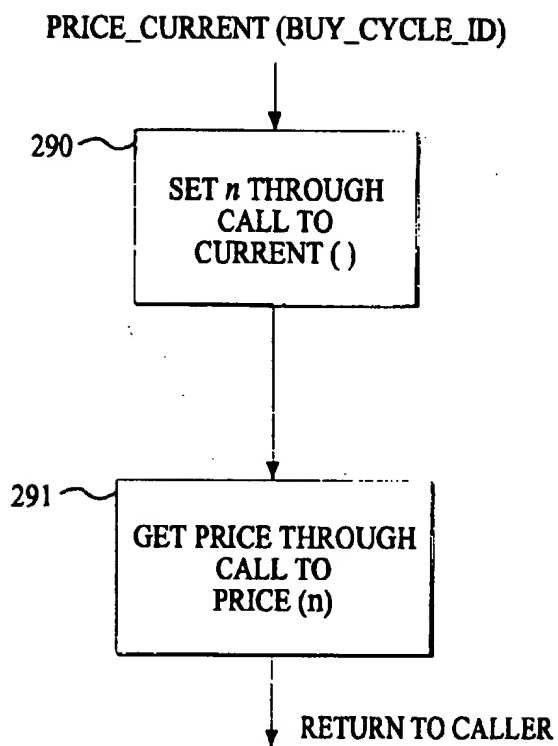 PRICE_CURRENT (BUY_CYCLE_ID)
290
SET n THROUGH
CALL TO
CURRENT ( )
291
GET PRICE THROUGH
CALL TO
PRICE (n)
RETURN TO CALLER